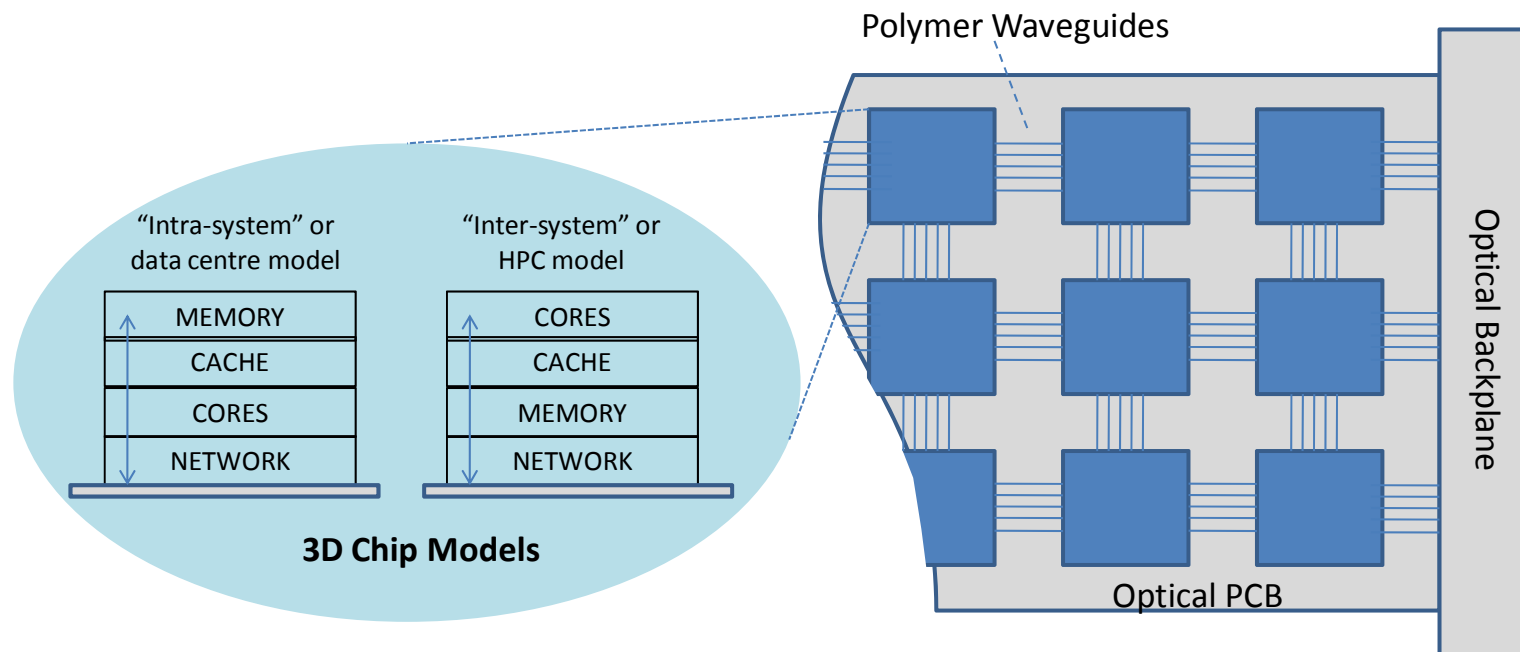 Polymer Waveguides
“Intra-system” or
data centre model
MEMORY
CACHE
CORES
NETWORK
“Inter-system” or
HPC model
CORES
CACHE
MEMORY
NETWORK
3D Chip Models
Optical PCB
Optical Backplane